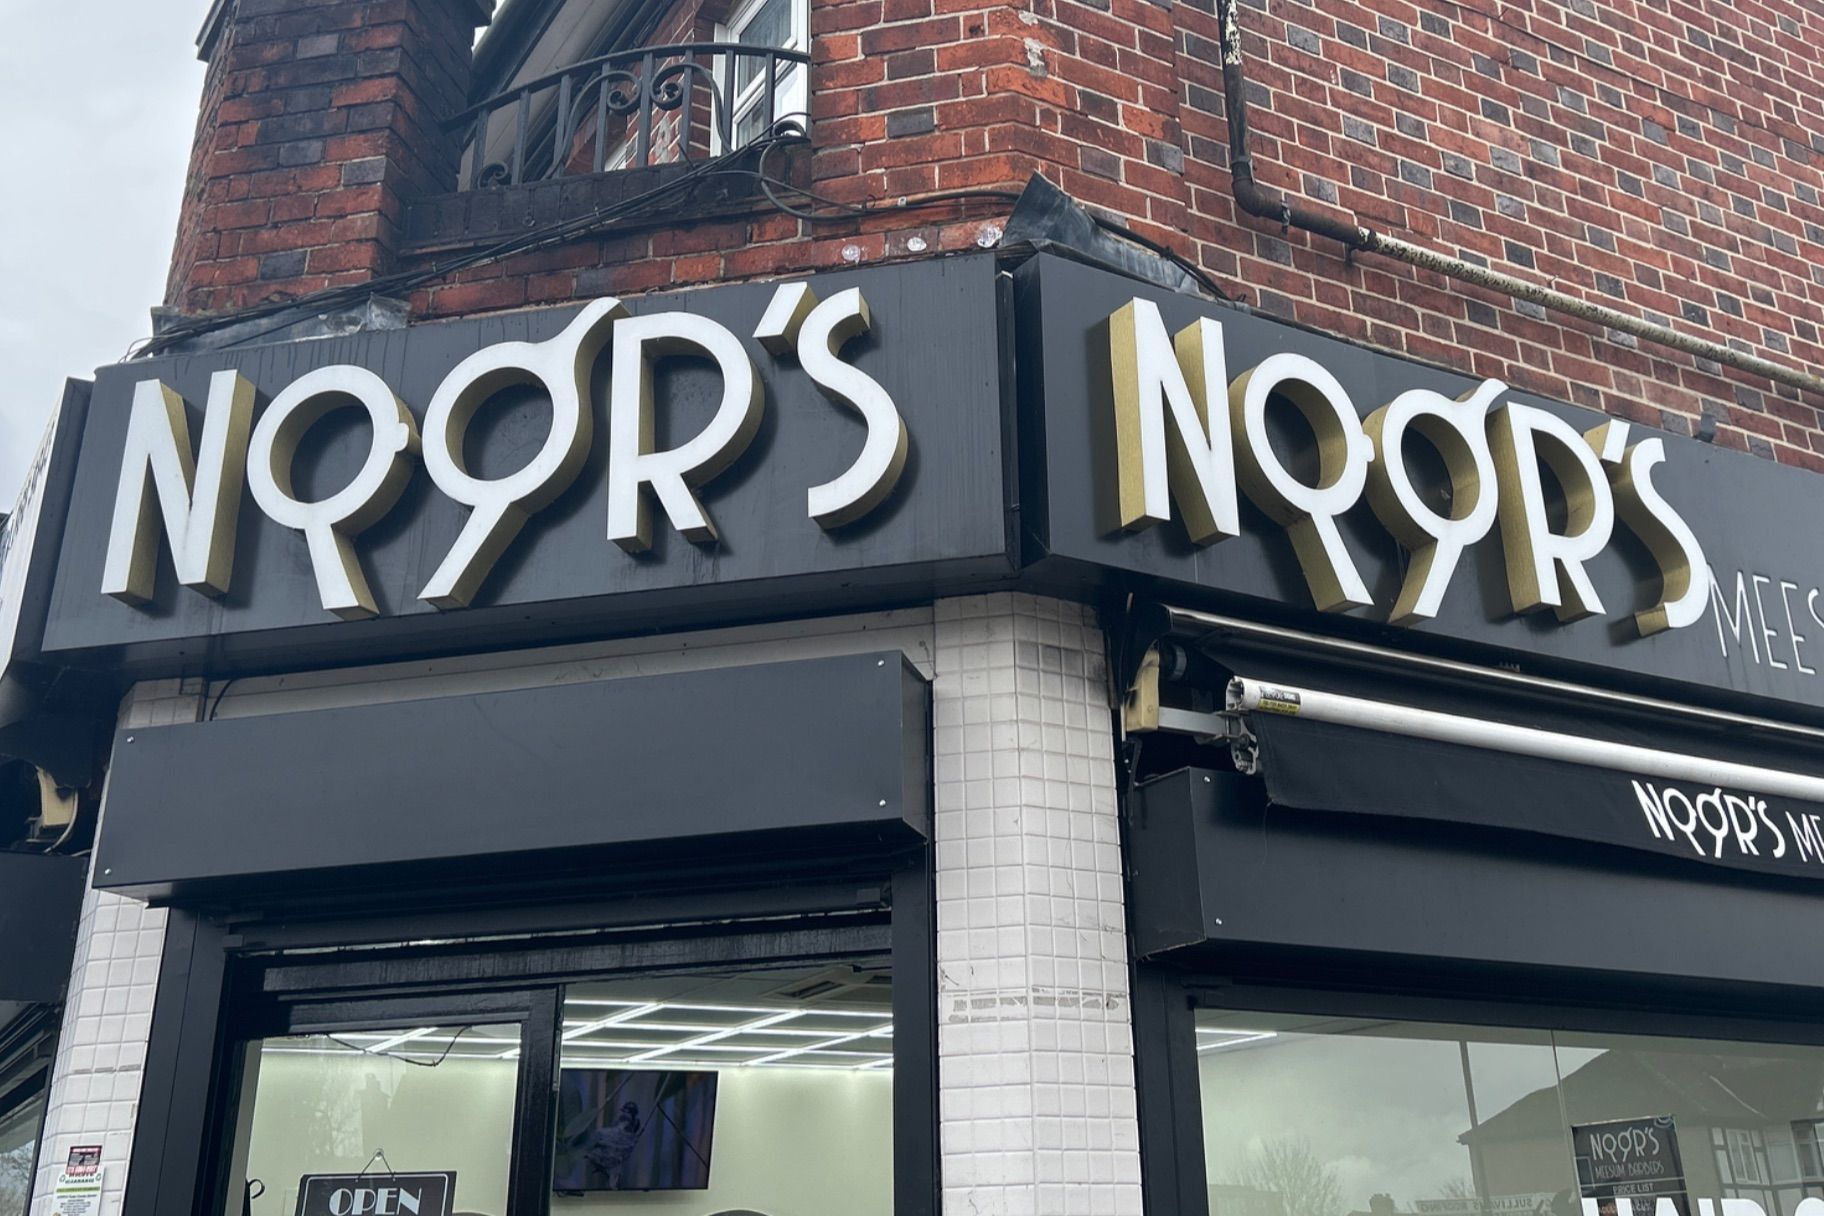 NOOR'S
NOOR'S MEES
NOOR'S ME
OPEN
NOOR'S
MEESUM BARBERS
PRICE LIST